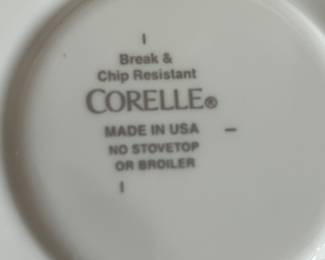 Break &
Chip Resistant
CORELLE®
MADE IN USA
NO STOVETOP
OR BROILER